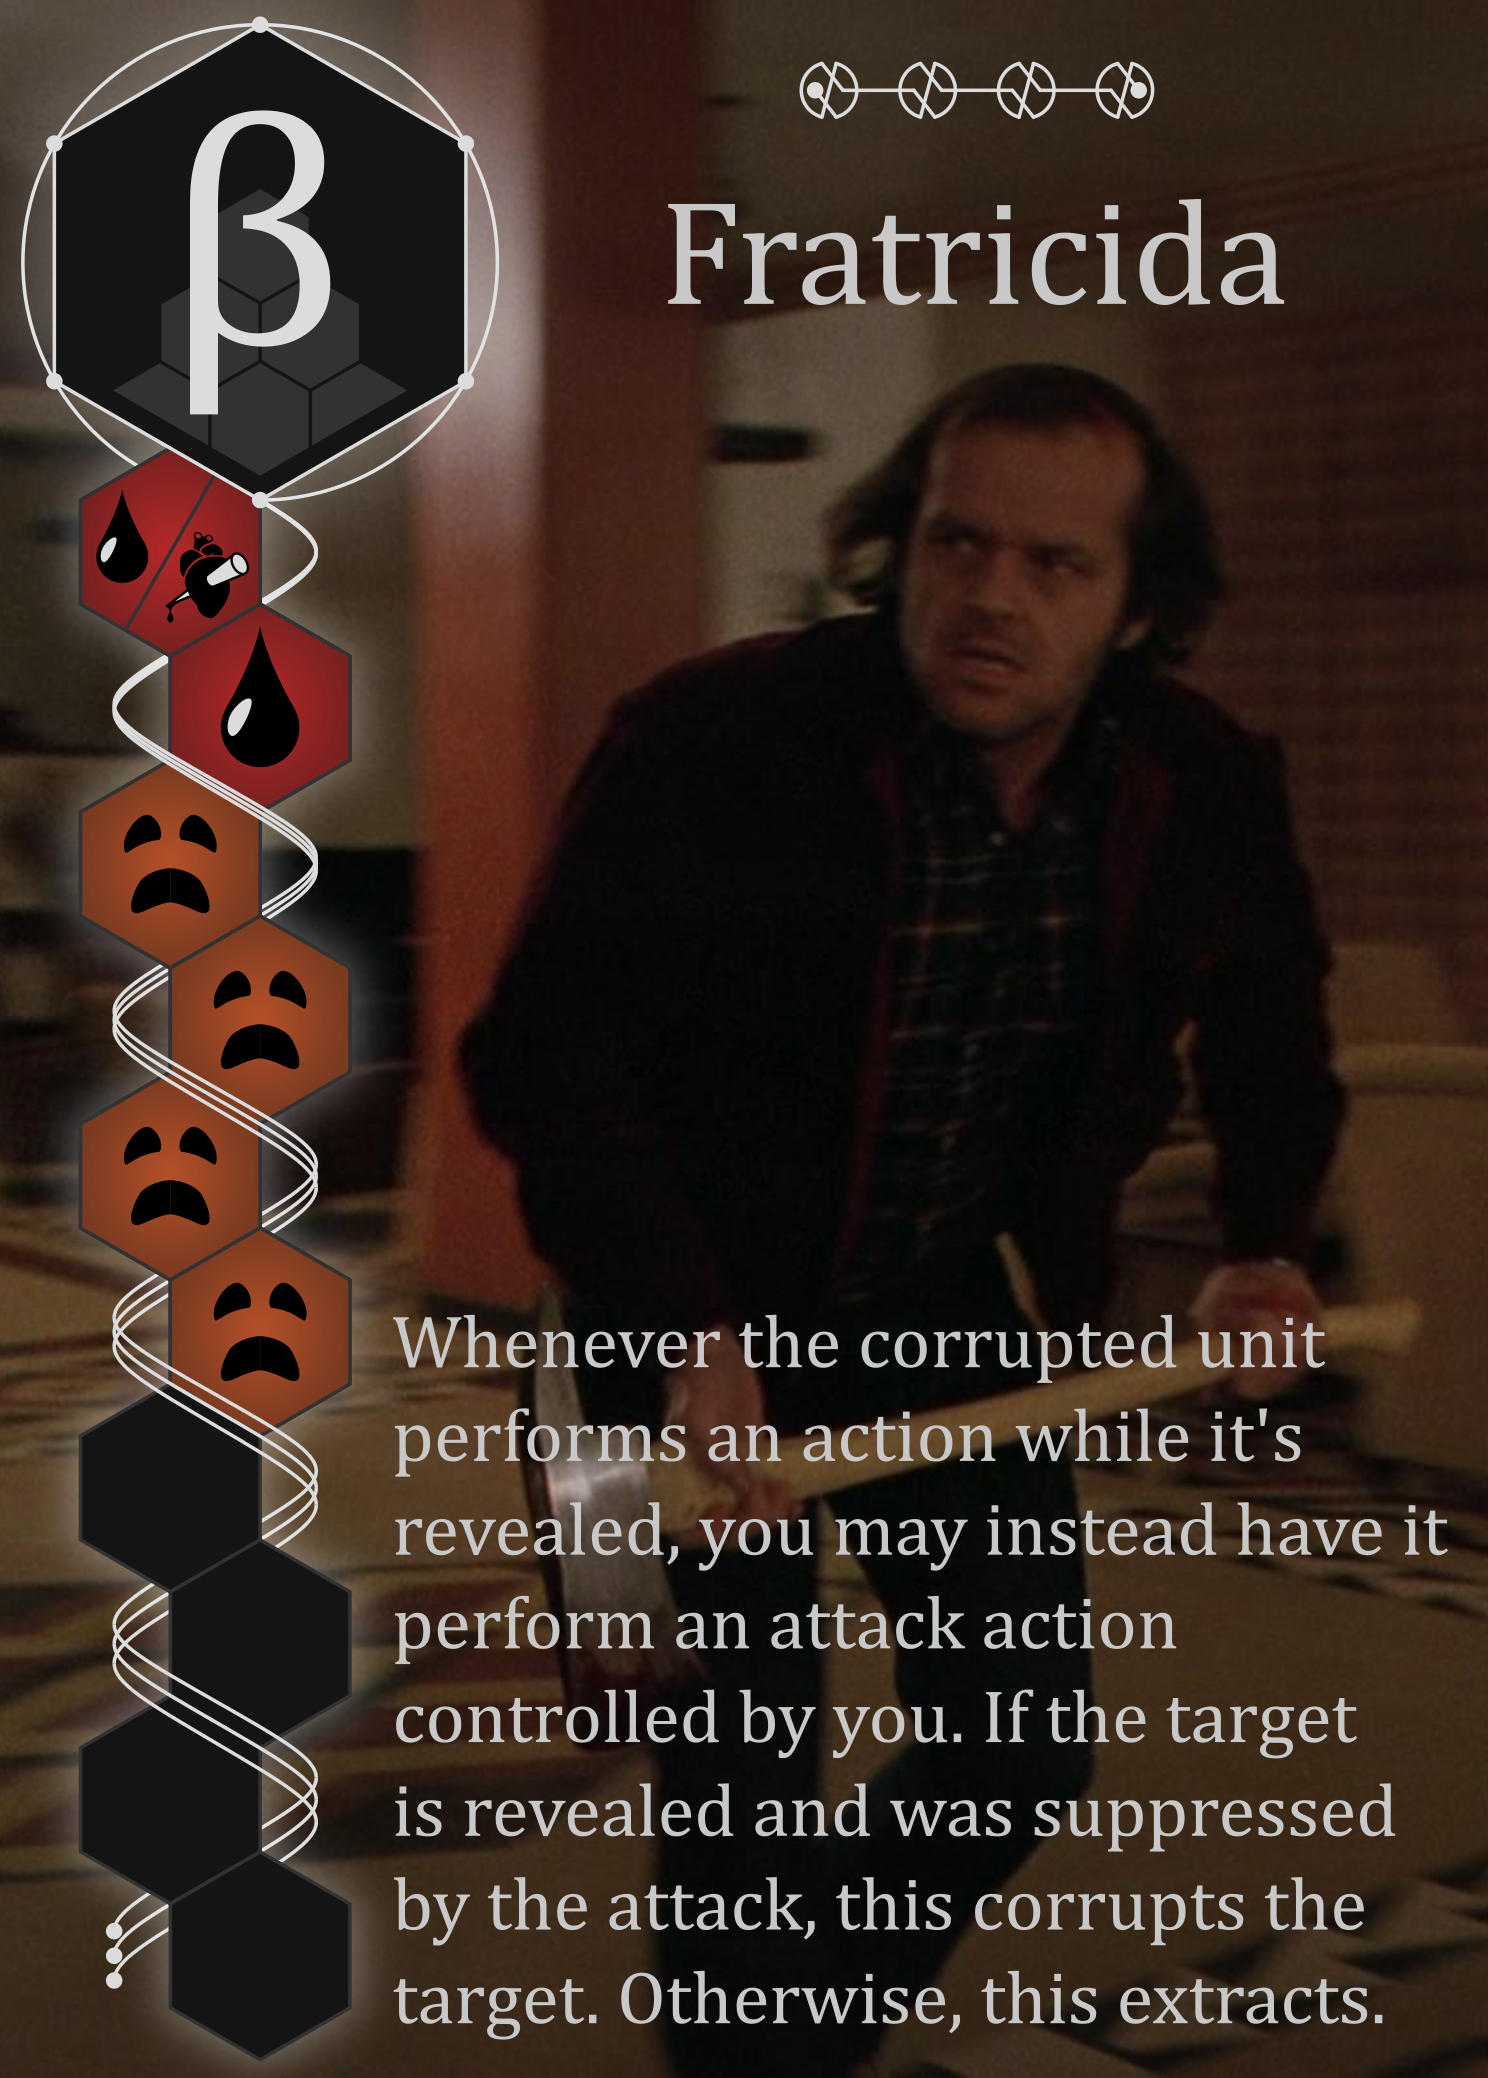 β
Fratricida
Whenever the corrupted unit
performs an action while it's
revealed, you may instead have it
perform an attack action
controlled by you. If the target
is revealed and was suppressed
by the attack, this corrupts the
target. Otherwise, this extracts.